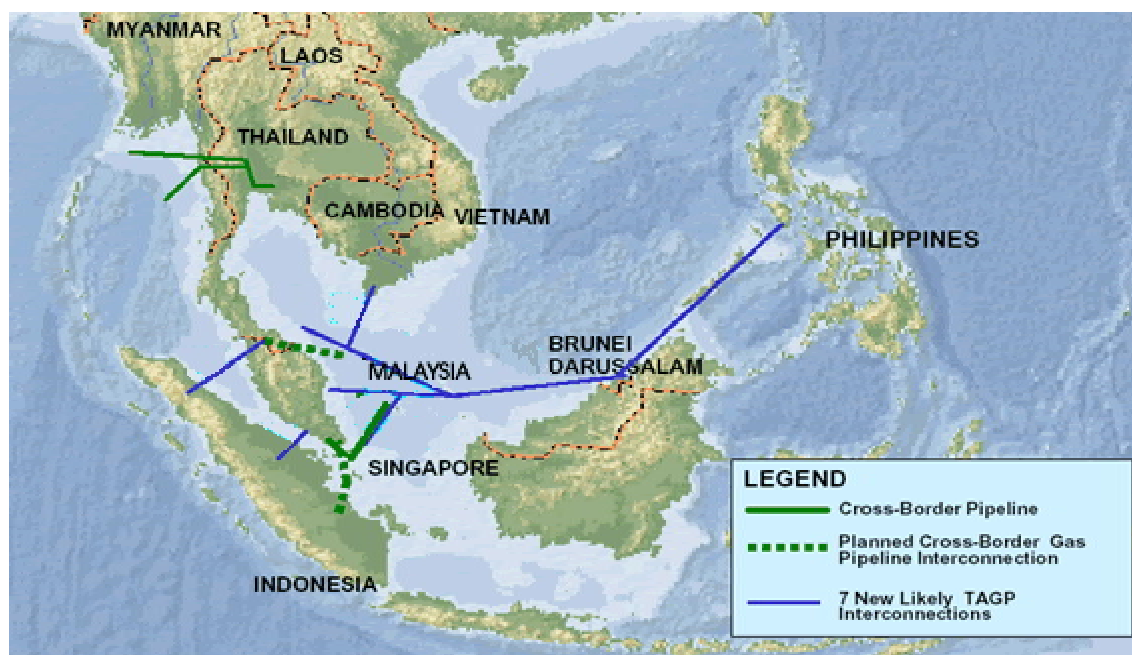 MYANMAR
LAOS
THAILAND
CAMBODIA
VIETNAM
PHILIPPINES
BRUNEI
DARUSSALAM
MALAYSIA
SINGAPORE
INDONESIA
LEGEND
Cross-Border Pipeline
Planned Cross-Border Gas
Pipeline Interconnection
7 New Likely TAGP
Interconnections